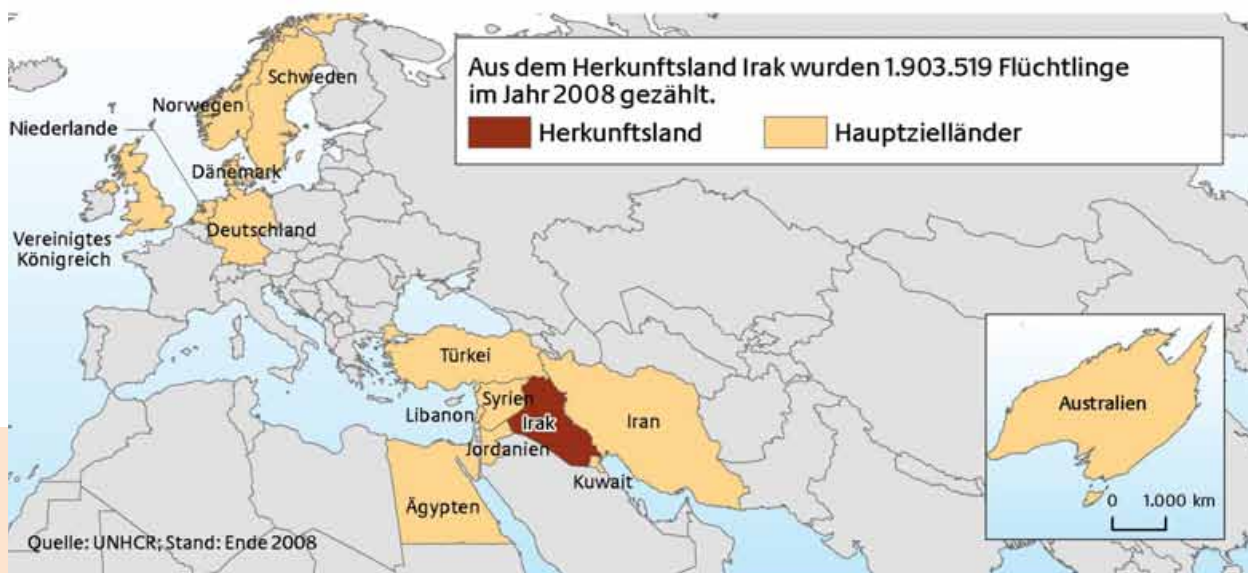 Aus dem Herkunftsland Irak wurden 1.903.519 Flüchtlinge
im Jahr 2008 gezählt.
Herkunftsland
Hauptzielländer
Schweden
Norwegen
Niederlande
Dänemark
Deutschland
Vereinigtes
Königreich
Türkei
Syrien
Libanon
Irak
Iran
Jordanien
Kuwait
Ägypten
Australien
0 1.000 km
Quelle: UNHCR; Stand: Ende 2008